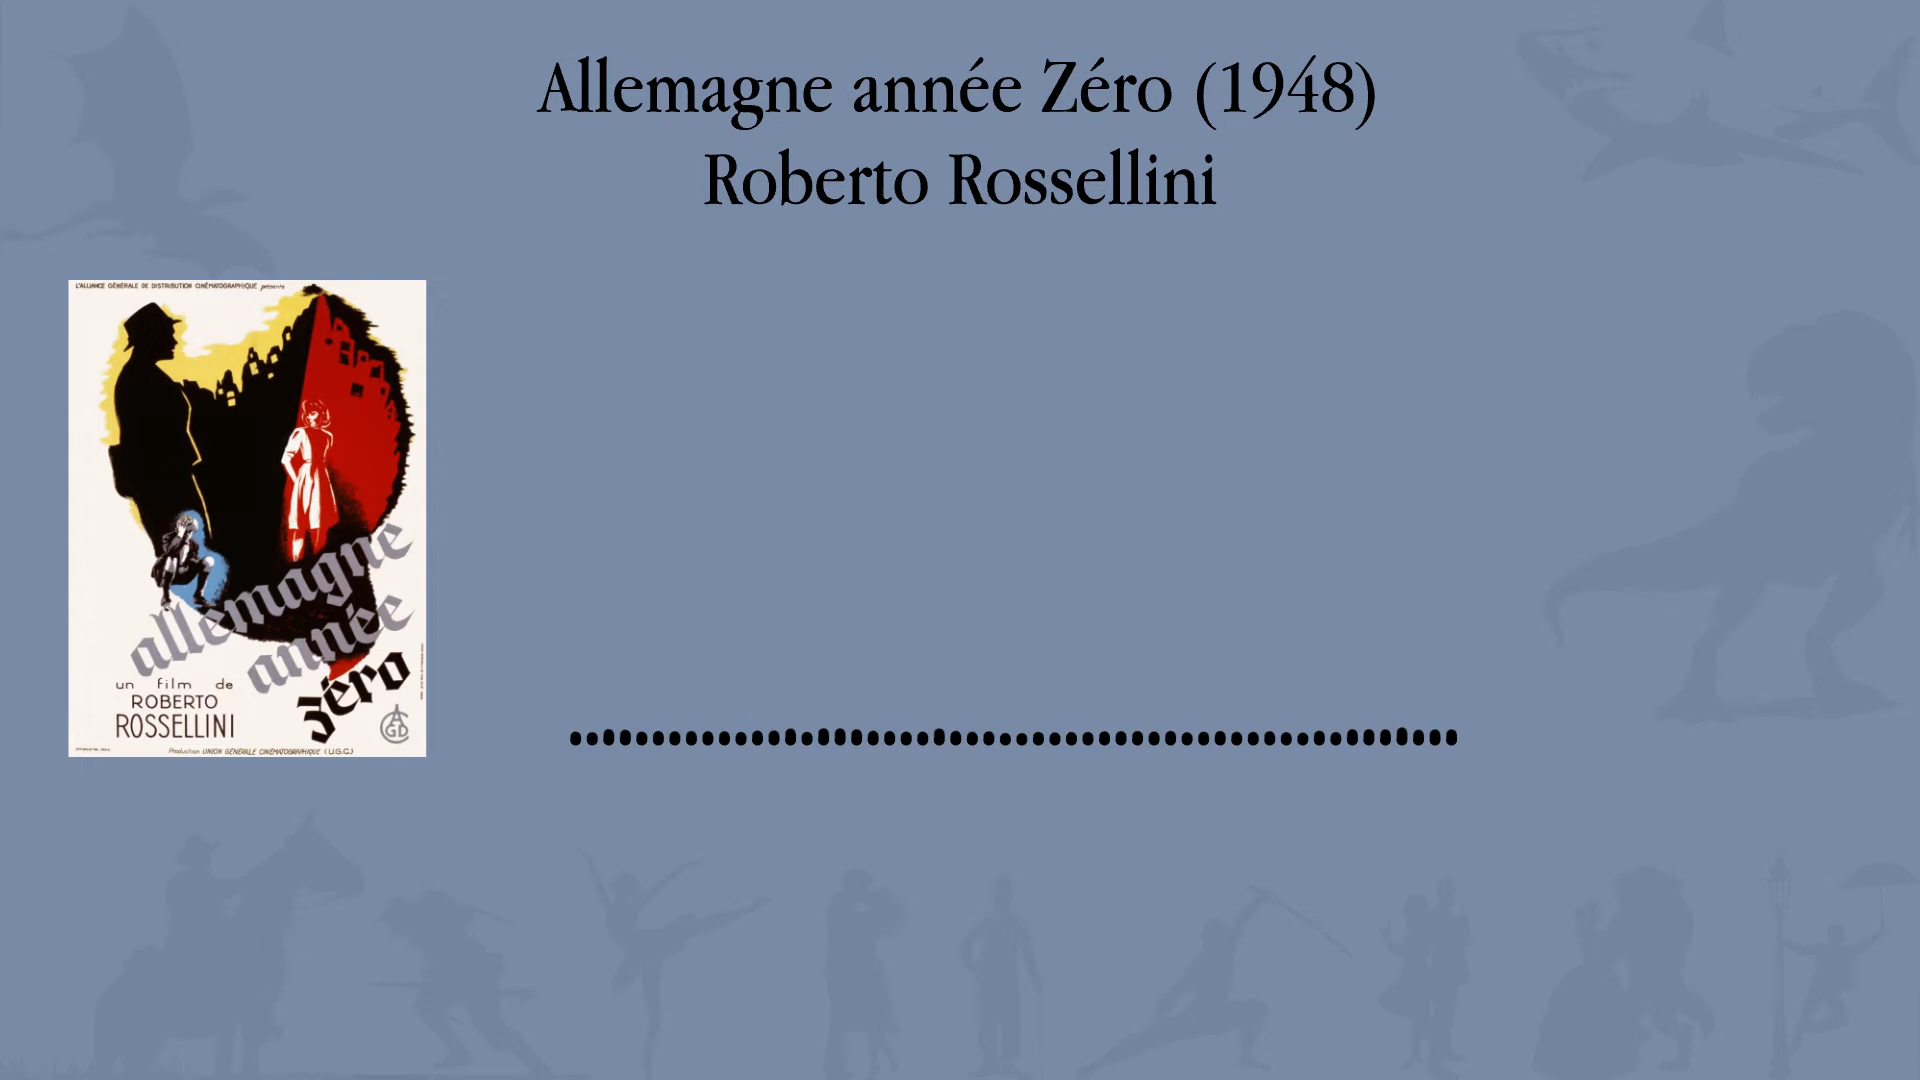 Allemagne année Zéro (1948)
Roberto Rossellini
L'ALLIANCE GÉNÉRALE DE DISTRIBUTION CINÉMATOGRAPHIQUE présente
allemagne
année
zéro
un film de
ROBERTO
ROSSELLINI
AGDC
Production UNION GÉNÉRALE CINÉMATOGRAPHIQUE (U.G.C.)